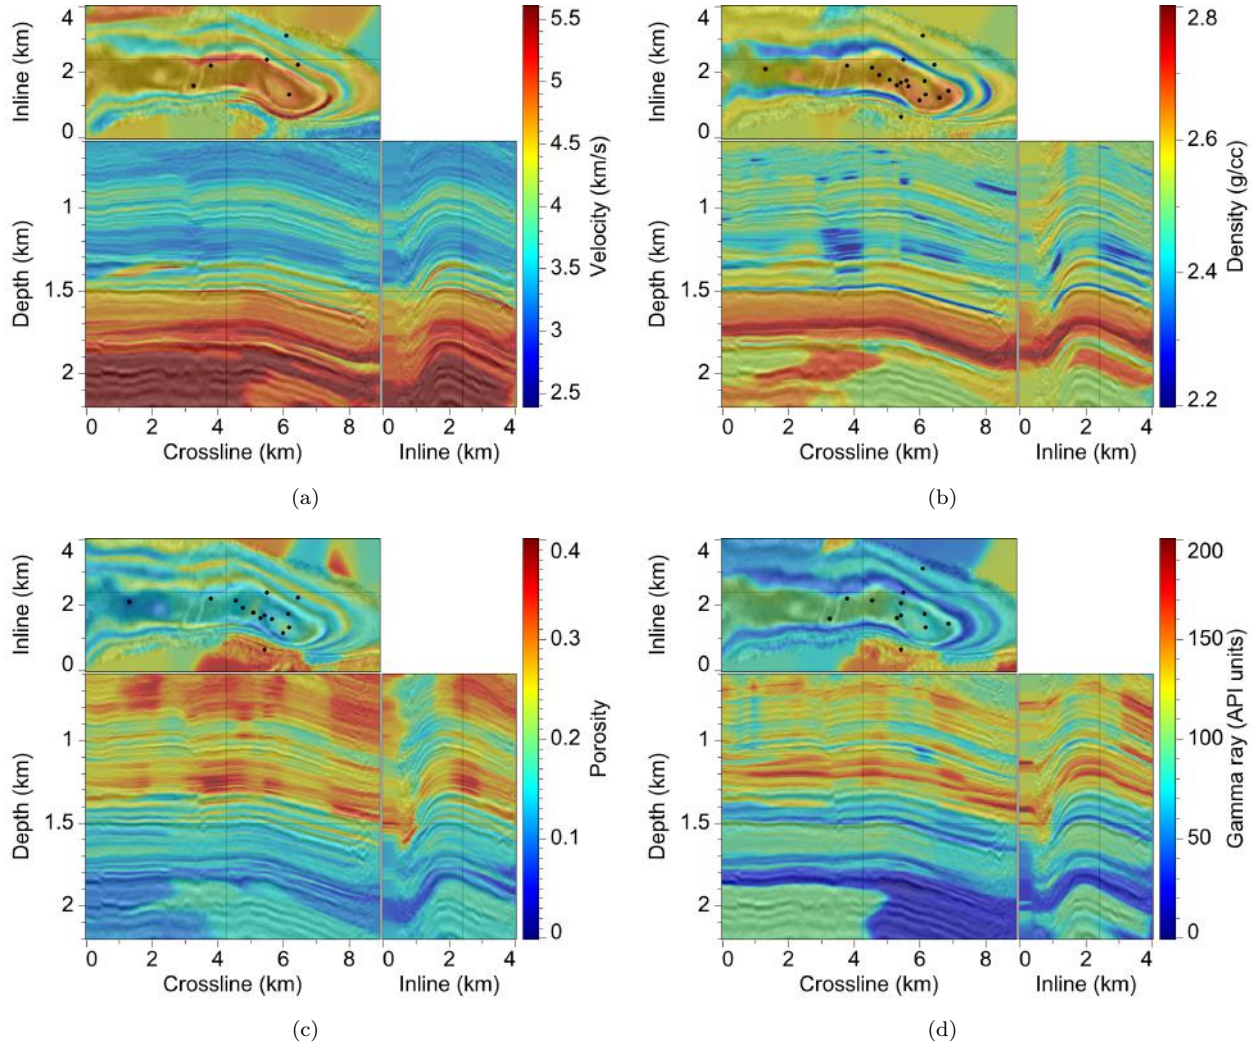 4
2
0
Inline (km)
1
1.5
2
Depth (km)
0 2 4 6 8
Crossline (km)
0 2 4
Inline (km)
5.5
5
4.5
4
3.5
3
2.5
Velocity (km/s)
(a)
4
2
0
Inline (km)
1
1.5
2
Depth (km)
0 2 4 6 8
Crossline (km)
0 2 4
Inline (km)
2.8
2.6
2.4
2.2
Density (g/cc)
(b)
4
2
0
Inline (km)
1
1.5
2
Depth (km)
0 2 4 6 8
Crossline (km)
0 2 4
Inline (km)
0.4
0.3
0.2
0.1
0
Porosity
(c)
4
2
0
Inline (km)
1
1.5
2
Depth (km)
0 2 4 6 8
Crossline (km)
0 2 4
Inline (km)
200
150
100
50
0
Gamma ray (API units)
(d)